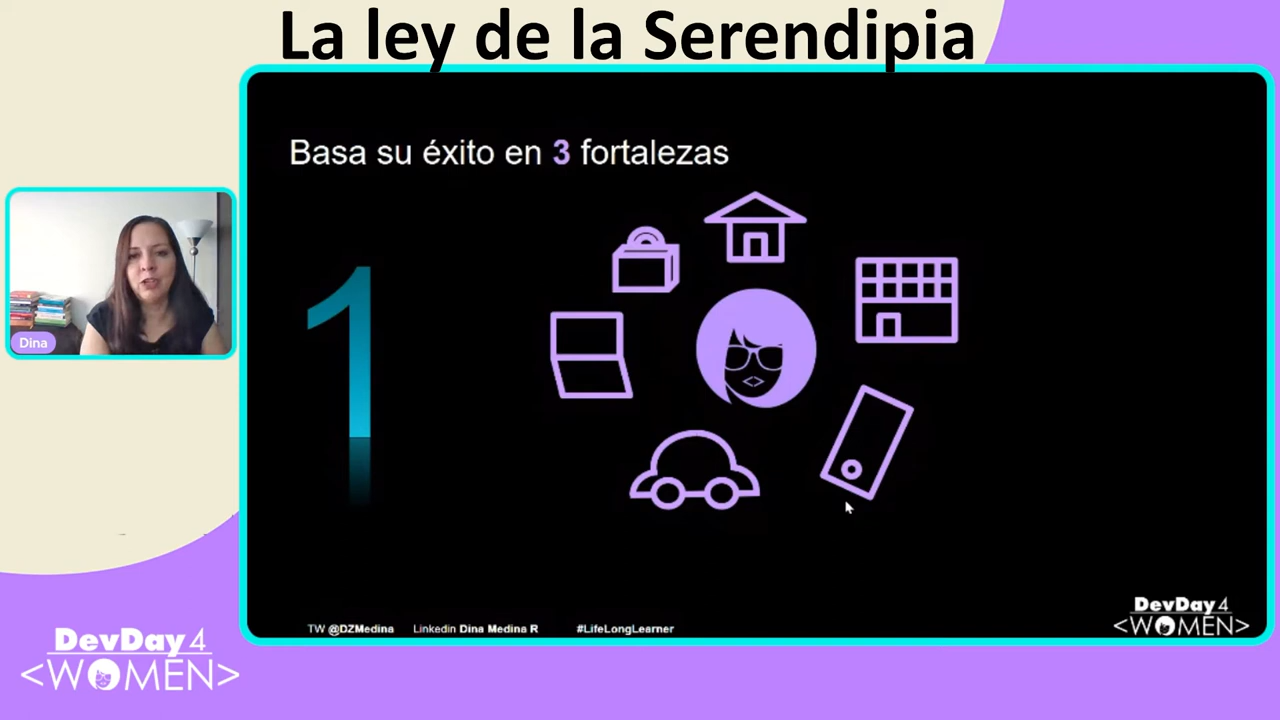 La ley de la Serendipia
Basa su éxito en 3 fortalezas
1
Dina
TW @DZMedina Linkedin Dina Medina R #LifeLongLearner
DevDay4
<WOMEN>
DevDay4
<WOMEN>